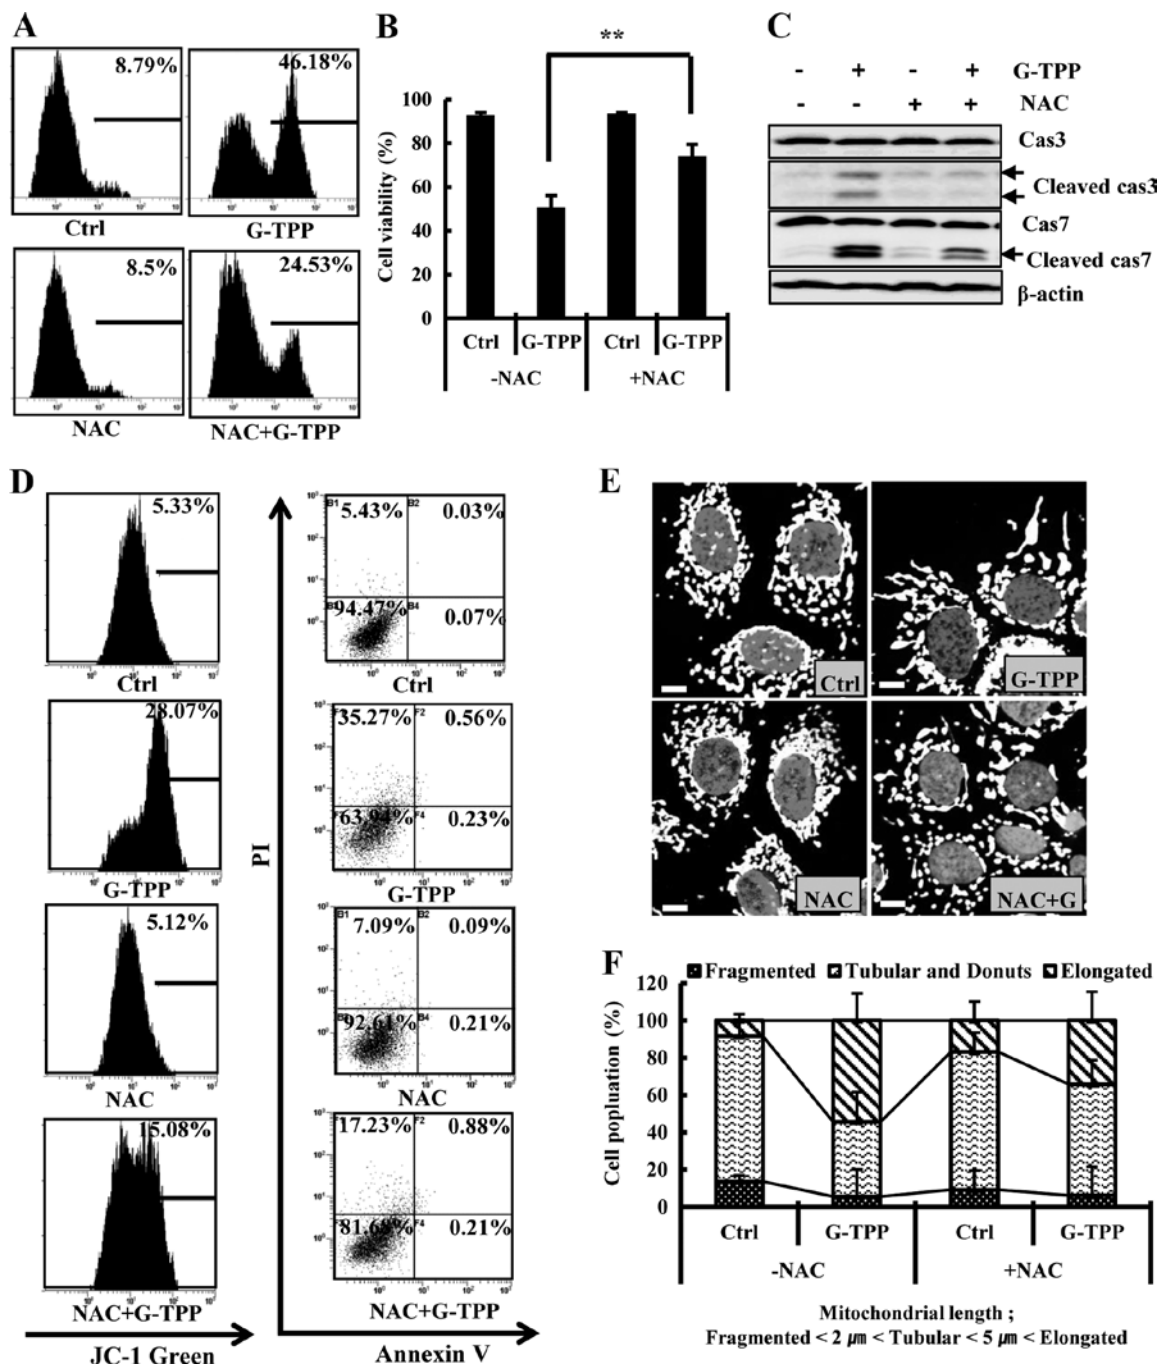 A
8.79%
Ctrl
46.18%
G-TPP
8.5%
NAC
24.53%
NAC+G-TPP
B
**
Cell viability (%)
100
80
60
40
20
0
Ctrl G-TPP Ctrl G-TPP
-NAC +NAC
C
- + - + G-TPP
- - + + NAC
Cas3
Cleaved cas3
Cas7
Cleaved cas7
β-actin
D
5.33%
Ctrl
28.07%
G-TPP
5.12%
NAC
15.08%
NAC+G-TPP
JC-1 Green
PI
5.43% 0.03%
94.47% 0.07%
Ctrl
35.27% 0.56%
63.94% 0.23%
G-TPP
7.09% 0.09%
92.61% 0.21%
NAC
17.23% 0.88%
81.68% 0.21%
NAC+G-TPP
Annexin V
E
Ctrl
G-TPP
NAC
NAC+G
F
Fragmented Tubular and Donuts Elongated
Cell popluation (%)
120
100
80
60
40
20
0
Ctrl G-TPP Ctrl G-TPP
-NAC +NAC
Mitochondrial length ;
Fragmented < 2 μm < Tubular < 5 μm < Elongated